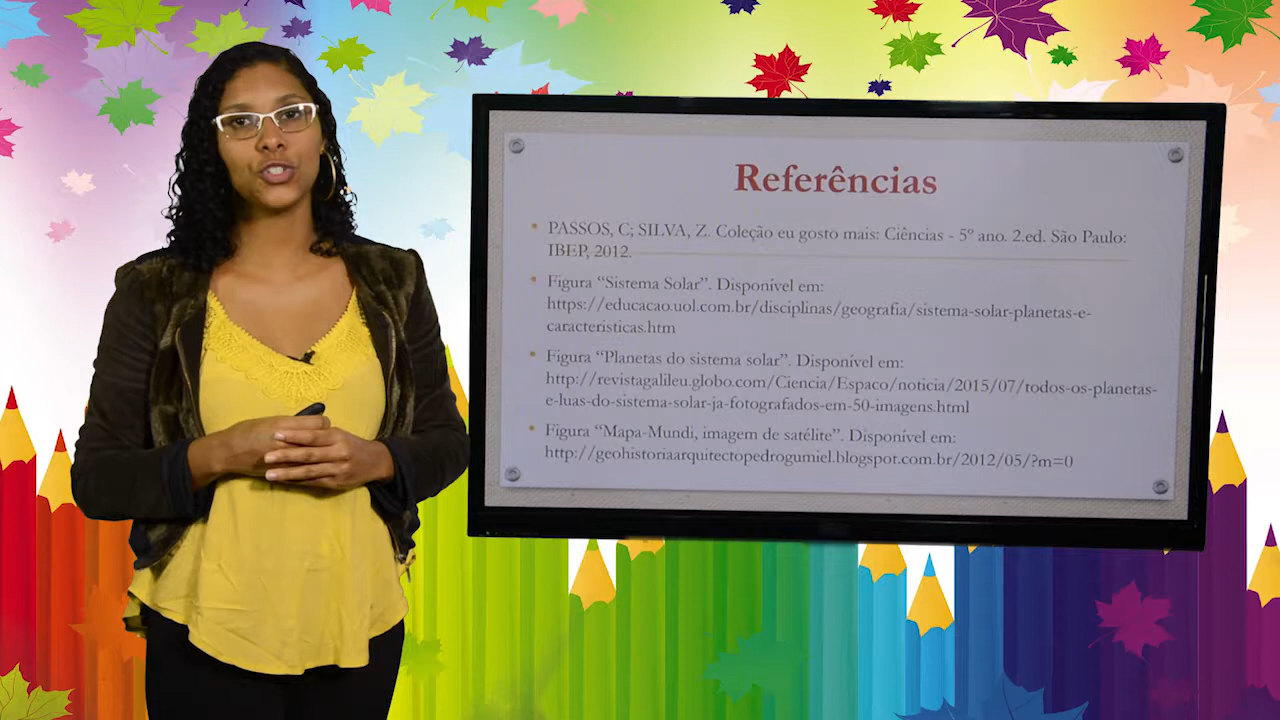 Referências
PASSOS, C; SILVA, Z. Coleção eu gosto mais: Ciências - 5º ano. 2.ed. São Paulo:
IBEP, 2012.
Figura “Sistema Solar”. Disponível em:
https://educacao.uol.com.br/disciplinas/geografia/sistema-solar-planetas-e-
caracteristicas.htm
Figura “Planetas do sistema solar”. Disponível em:
http://revistagalileu.globo.com/Ciencia/Espaco/noticia/2015/07/todos-os-planetas-
e-luas-do-sistema-solar-ja-fotografados-em-50-imagens.html
Figura “Mapa-Mundi, imagem de satélite”. Disponível em:
http://geohistoriaarquitectopedrogumiel.blogspot.com.br/2012/05/?m=0